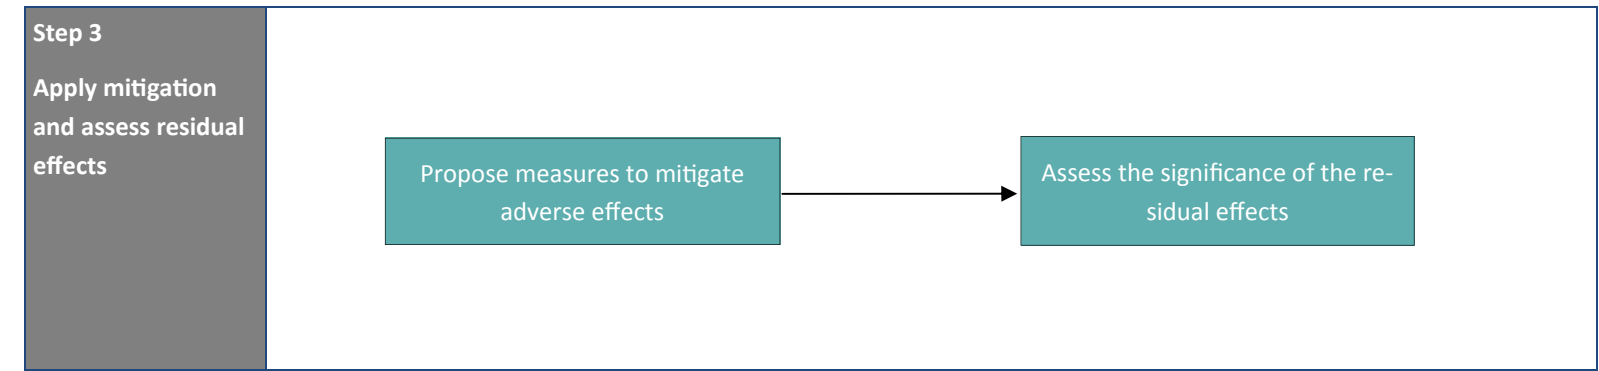 Step 3
Apply mitigation
and assess residual
effects
Propose measures to mitigate
adverse effects
Assess the significance of the re-
sidual effects